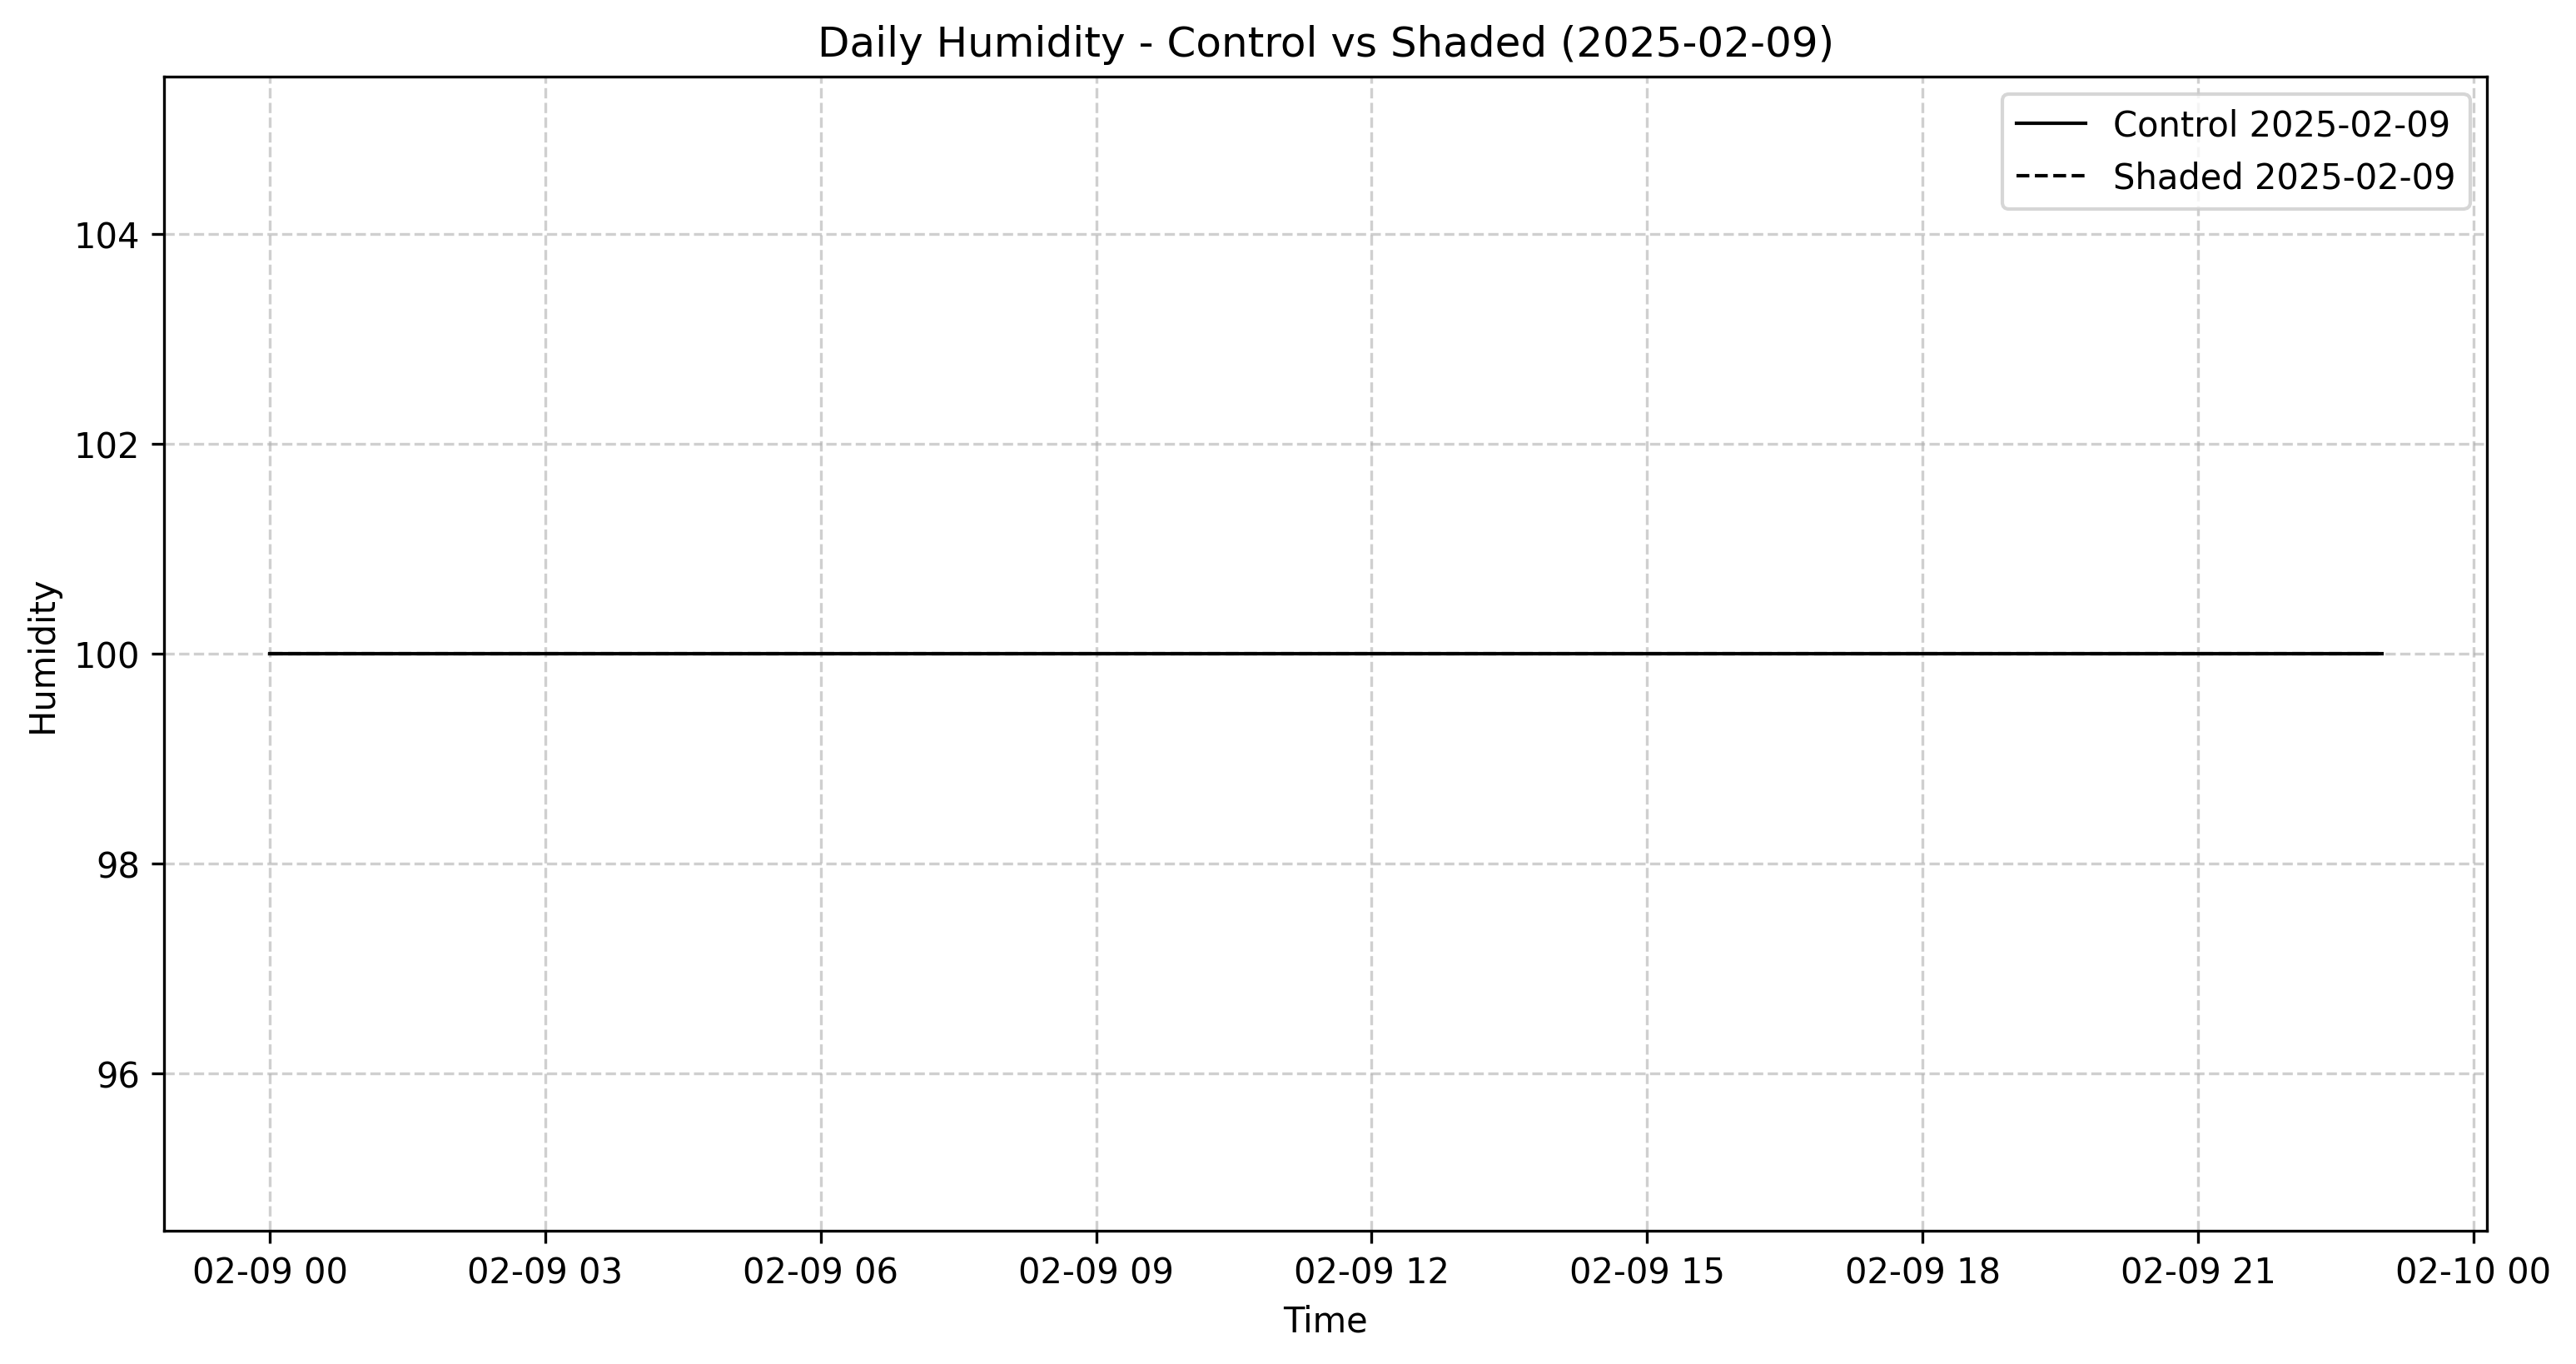 Daily Humidity - Control vs Shaded (2025-02-09)
Control 2025-02-09
Shaded 2025-02-09
104
102
100
98
96
Humidity
02-09 00 02-09 03 02-09 06 02-09 09 02-09 12 02-09 15 02-09 18 02-09 21 02-10 00
Time